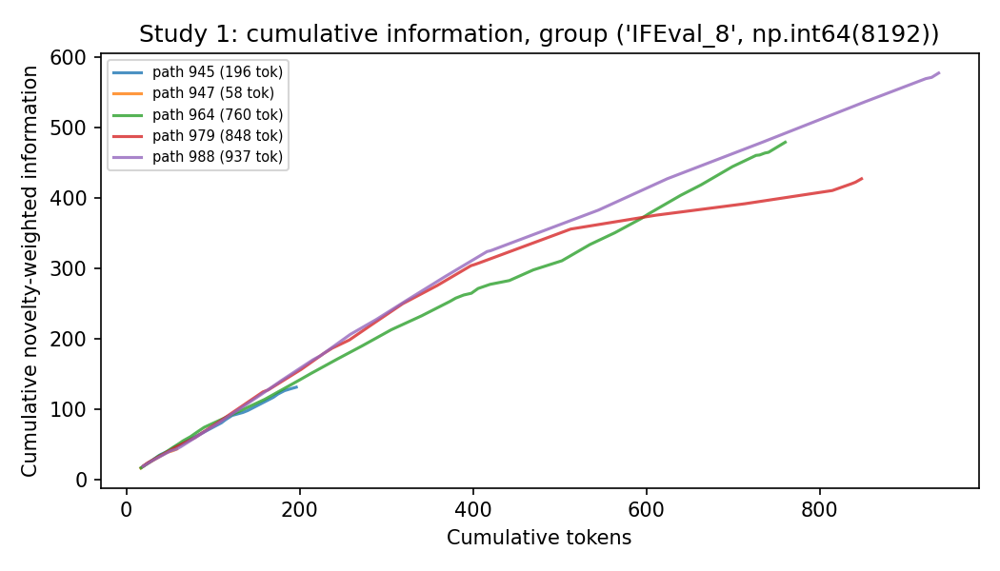 Study 1: cumulative information, group ('IFEval_8', np.int64(8192))
Cumulative novelty-weighted information
600
500
400
300
200
100
0
path 945 (196 tok)
path 947 (58 tok)
path 964 (760 tok)
path 979 (848 tok)
path 988 (937 tok)
0 200 400 600 800
Cumulative tokens